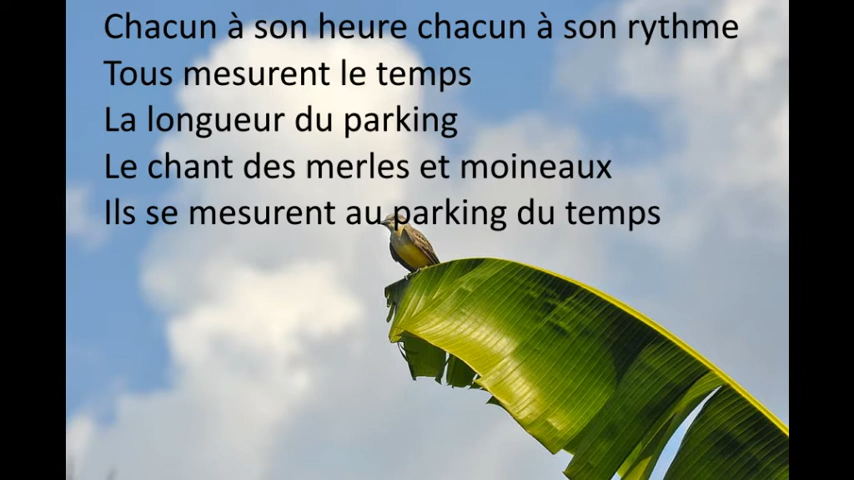 Chacun à son heure chacun à son rythme
Tous mesurent le temps
La longueur du parking
Le chant des merles et moineaux
Ils se mesurent au parking du temps